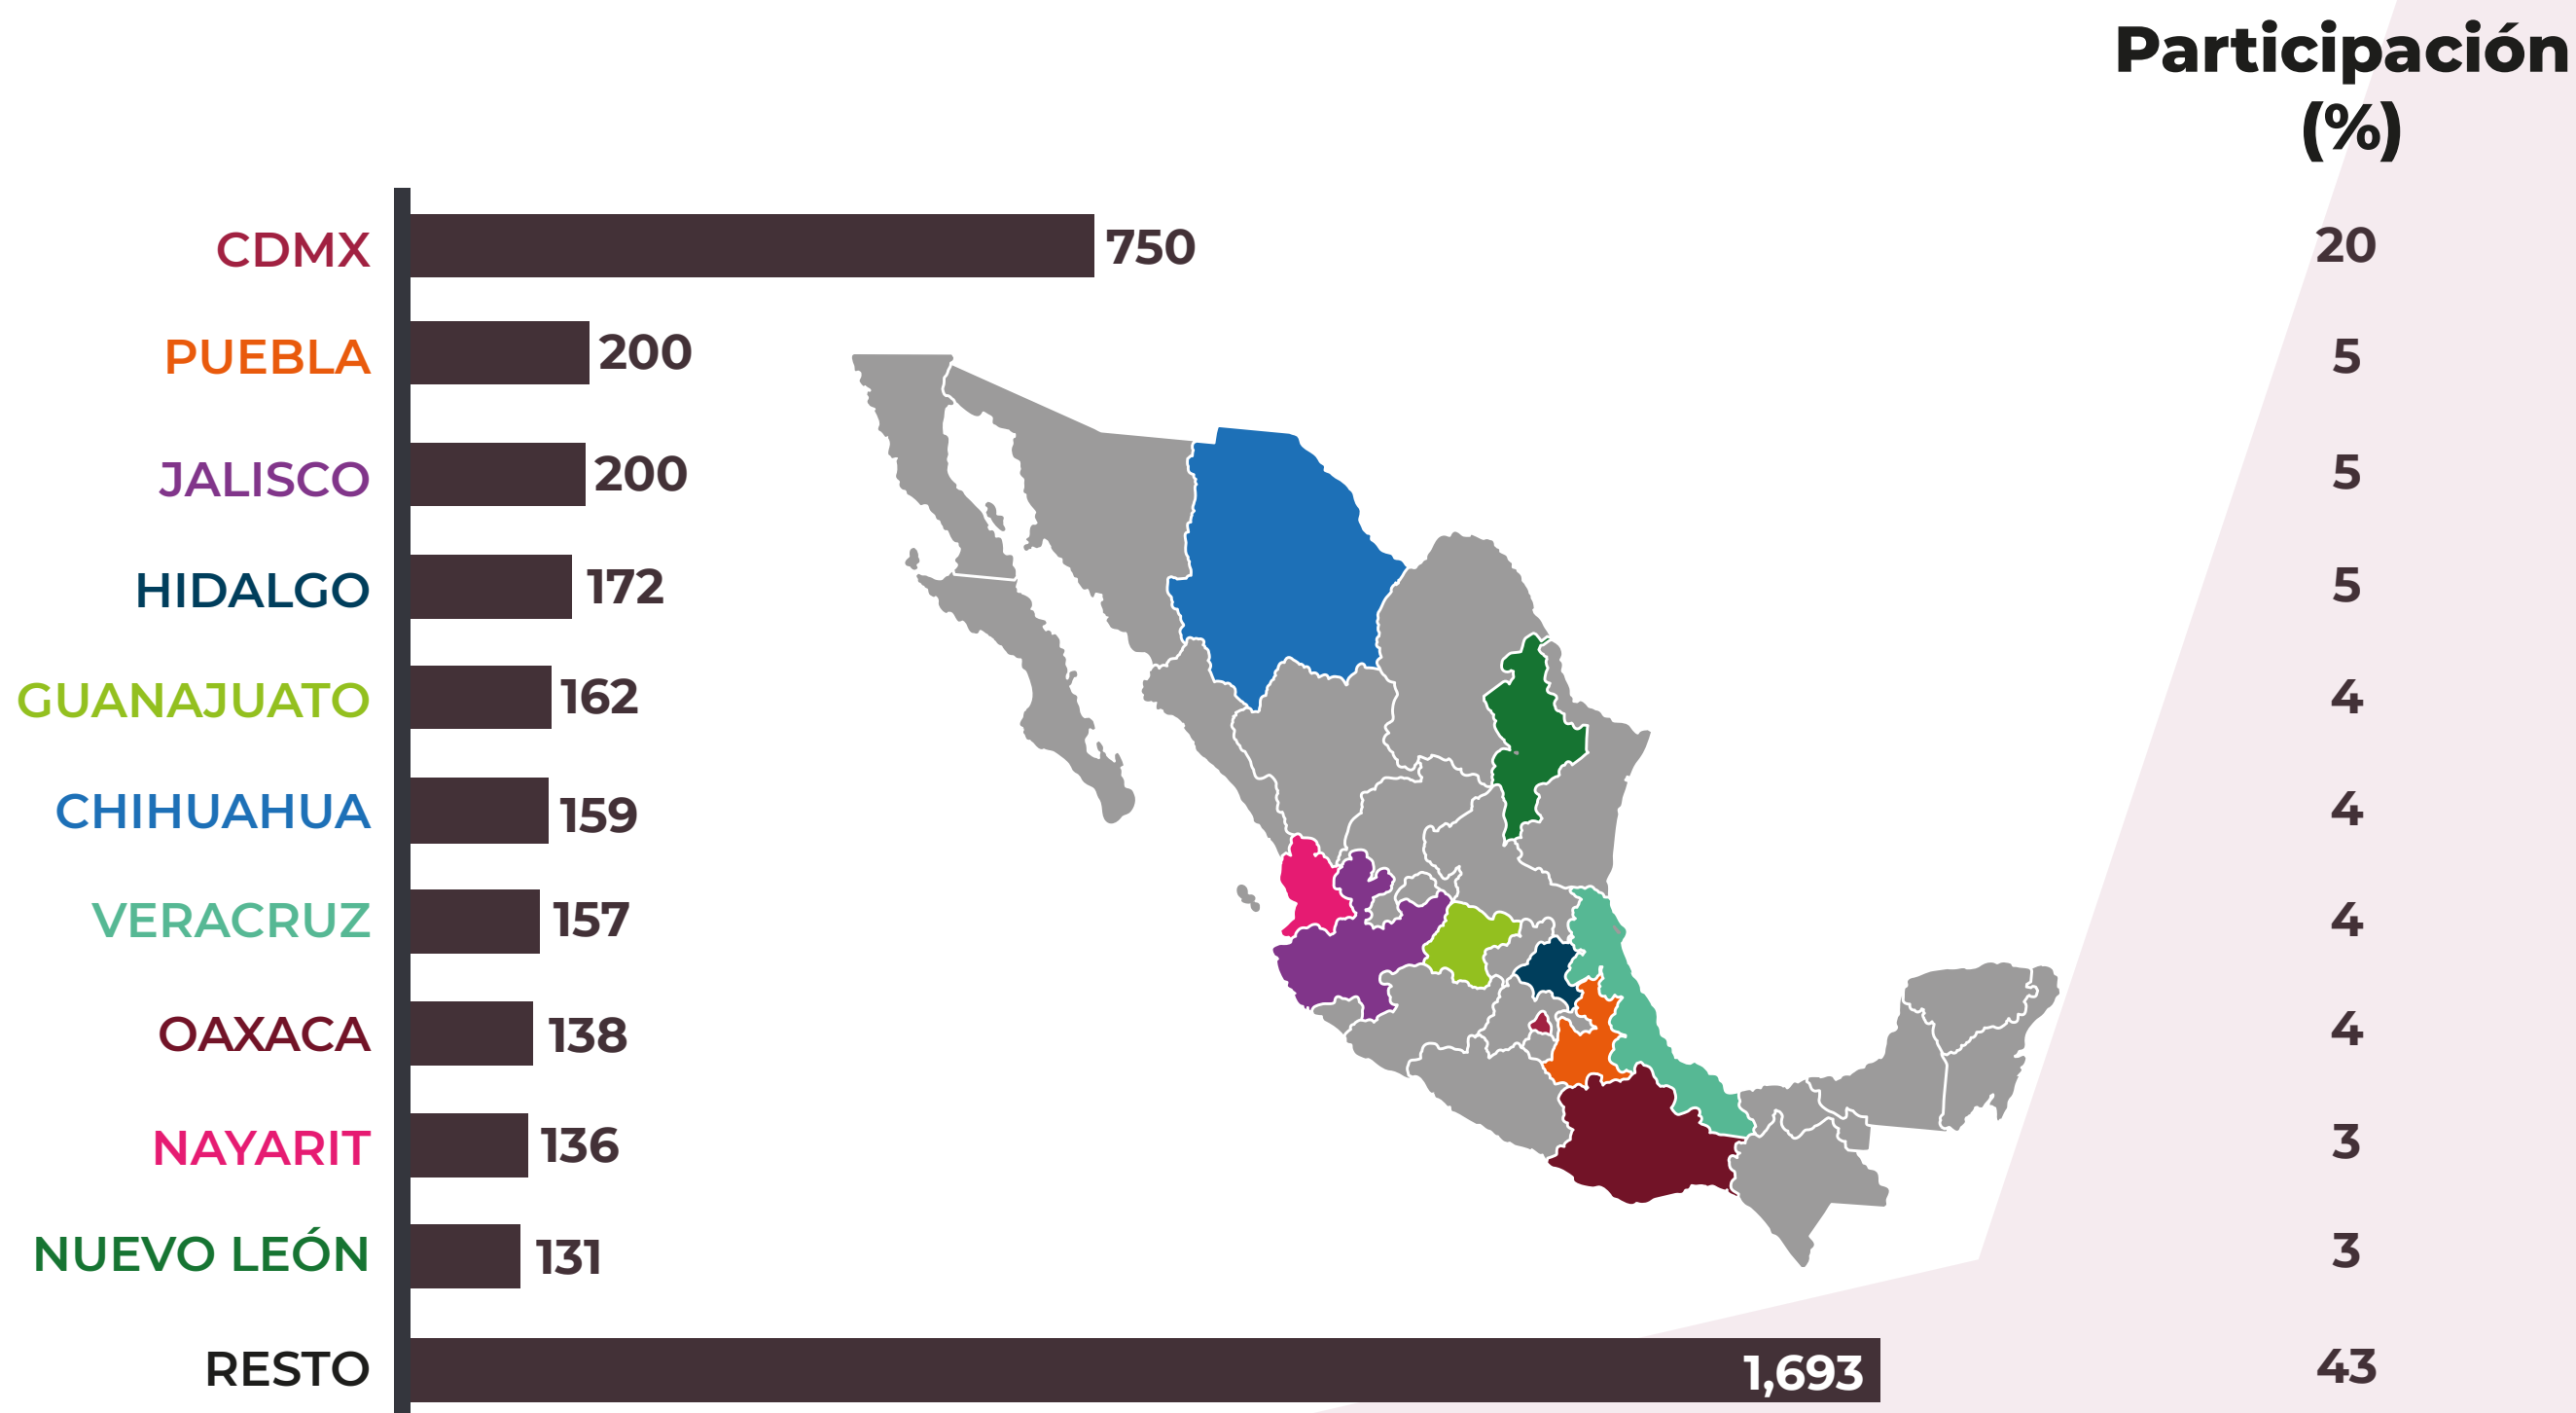 Participación
(%)
CDMX 750 20
PUEBLA 200 5
JALISCO 200 5
HIDALGO 172 5
GUANAJUATO 162 4
CHIHUAHUA 159 4
VERACRUZ 157 4
OAXACA 138 4
NAYARIT 136 3
NUEVO LEÓN 131 3
RESTO 1,693 43